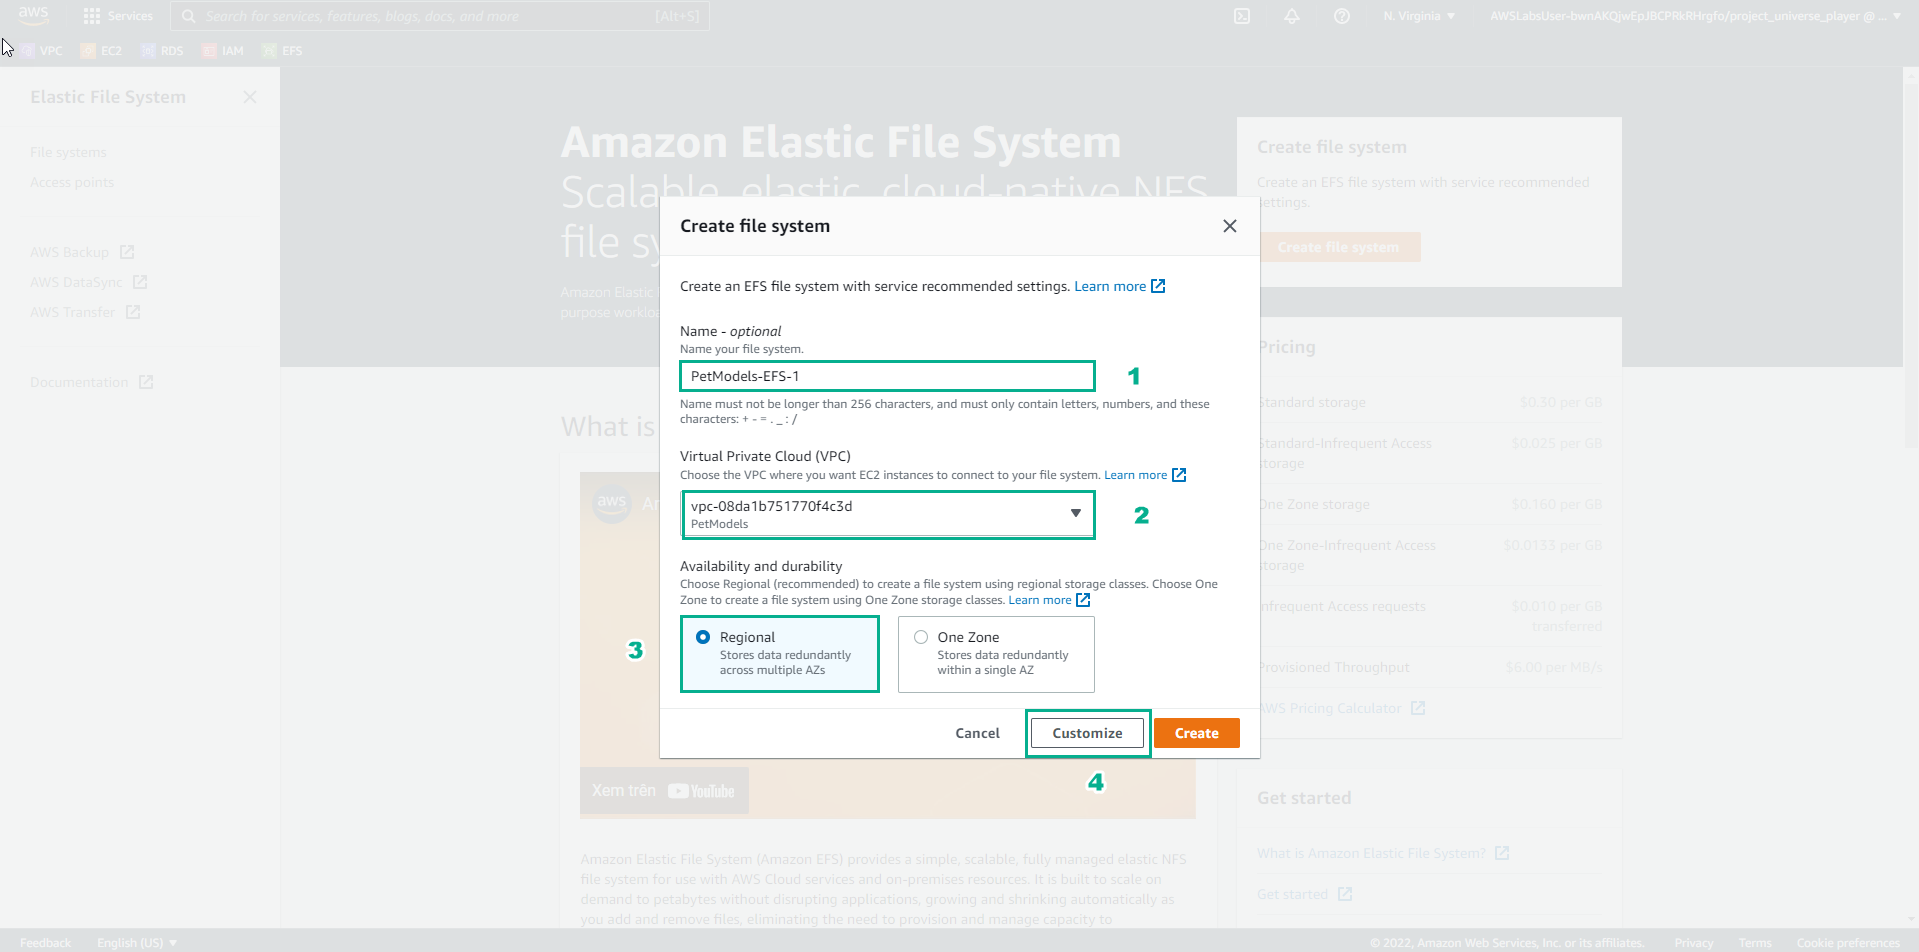 aws
Services
Search for services, features, blogs, docs, and more
[Alt+S]
N. Virginia
AWSLabsUser-bwnAKQjwEpJBCPRkRHrgfo/project_universe_player @ ...
VPC
EC2
RDS
IAM
EFS
Elastic File System
File systems
Access points
AWS Backup
AWS DataSync
AWS Transfer
Documentation
Amazon Elastic File System
Scalable, elastic, cloud-native NFS
file sy
Amazon Elastic
purpose workloa
What is
aws
Xem trên YouTube
Amazon Elastic File System (Amazon EFS) provides a simple, scalable, fully managed elastic NFS
file system for use with AWS Cloud services and on-premises resources. It is built to scale on
demand to petabytes without disrupting applications, growing and shrinking automatically as
you add and remove files, eliminating the need to provision and manage capacity to
Create file system
Create an EFS file system with service recommended settings. Learn more
Name - optional
Name your file system.
PetModels-EFS-1
1
Name must not be longer than 256 characters, and must only contain letters, numbers, and these
characters: + - = . _ : /
Virtual Private Cloud (VPC)
Choose the VPC where you want EC2 instances to connect to your file system. Learn more
vpc-08da1b751770f4c3d
PetModels
2
Availability and durability
Choose Regional (recommended) to create a file system using regional storage classes. Choose One
Zone to create a file system using One Zone storage classes. Learn more
3
Regional
Stores data redundantly
across multiple AZs
One Zone
Stores data redundantly
within a single AZ
Cancel
Customize
Create
4
Create file system
Create an EFS file system with service recommended
settings.
Create file system
Pricing
Standard storage
$0.30 per GB
Standard-Infrequent Access
storage
$0.025 per GB
One Zone storage
$0.160 per GB
One Zone-Infrequent Access
storage
$0.0133 per GB
Infrequent Access requests
$0.010 per GB
transferred
Provisioned Throughput
$6.00 per MB/s
AWS Pricing Calculator
Get started
What is Amazon Elastic File System?
Get started
Feedback
English (US)
© 2022, Amazon Web Services, Inc. or its affiliates.
Privacy
Terms
Cookie preferences